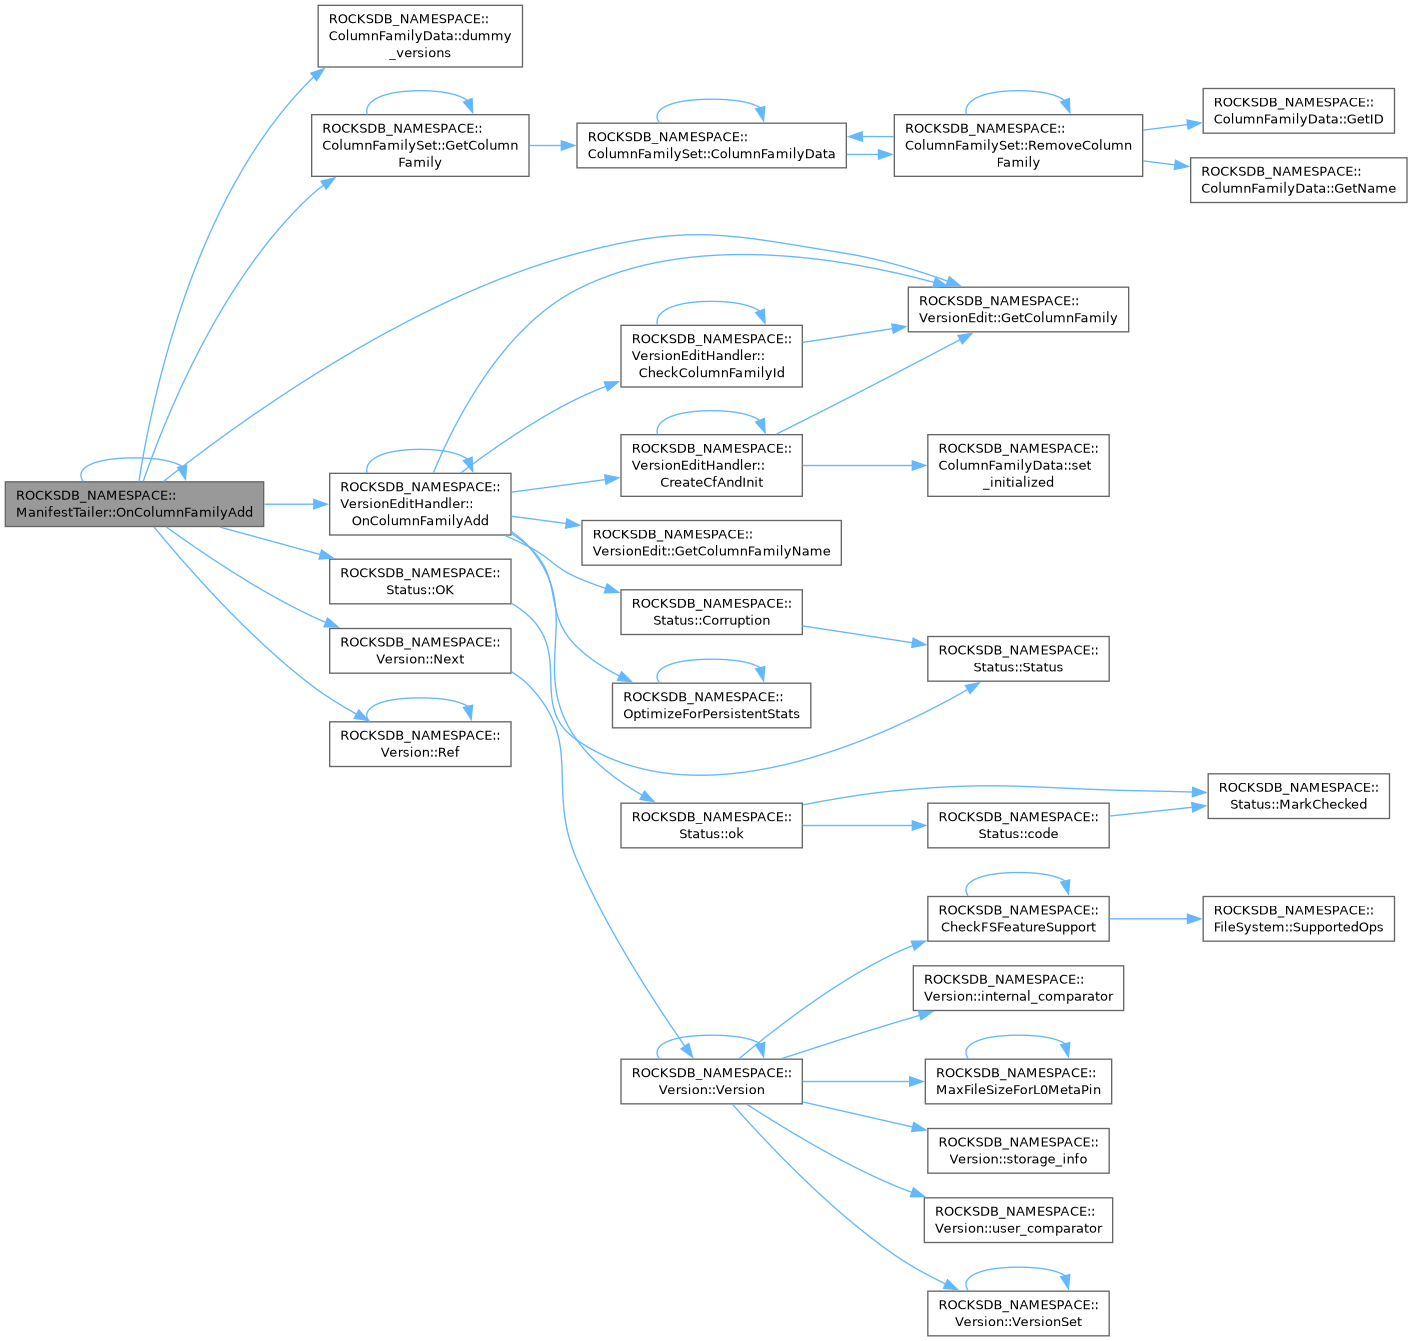 ROCKSDB_NAMESPACE::
ManifestTailer::OnColumnFamilyAdd
ROCKSDB_NAMESPACE::
ColumnFamilyData::dummy
_versions
ROCKSDB_NAMESPACE::
ColumnFamilySet::GetColumn
Family
ROCKSDB_NAMESPACE::
ColumnFamilySet::ColumnFamilyData
ROCKSDB_NAMESPACE::
ColumnFamilySet::RemoveColumn
Family
ROCKSDB_NAMESPACE::
ColumnFamilyData::GetID
ROCKSDB_NAMESPACE::
ColumnFamilyData::GetName
ROCKSDB_NAMESPACE::
VersionEdit::GetColumnFamily
ROCKSDB_NAMESPACE::
VersionEditHandler::
OnColumnFamilyAdd
ROCKSDB_NAMESPACE::
VersionEditHandler::
CheckColumnFamilyId
ROCKSDB_NAMESPACE::
VersionEditHandler::
CreateCfAndInit
ROCKSDB_NAMESPACE::
ColumnFamilyData::set
_initialized
ROCKSDB_NAMESPACE::
VersionEdit::GetColumnFamilyName
ROCKSDB_NAMESPACE::
Status::Corruption
ROCKSDB_NAMESPACE::
Status::Status
ROCKSDB_NAMESPACE::
OptimizeForPersistentStats
ROCKSDB_NAMESPACE::
Status::ok
ROCKSDB_NAMESPACE::
Status::code
ROCKSDB_NAMESPACE::
Status::MarkChecked
ROCKSDB_NAMESPACE::
Status::OK
ROCKSDB_NAMESPACE::
Version::Next
ROCKSDB_NAMESPACE::
Version::Ref
ROCKSDB_NAMESPACE::
Version::Version
ROCKSDB_NAMESPACE::
CheckFSFeatureSupport
ROCKSDB_NAMESPACE::
FileSystem::SupportedOps
ROCKSDB_NAMESPACE::
Version::internal_comparator
ROCKSDB_NAMESPACE::
MaxFileSizeForL0MetaPin
ROCKSDB_NAMESPACE::
Version::storage_info
ROCKSDB_NAMESPACE::
Version::user_comparator
ROCKSDB_NAMESPACE::
Version::VersionSet